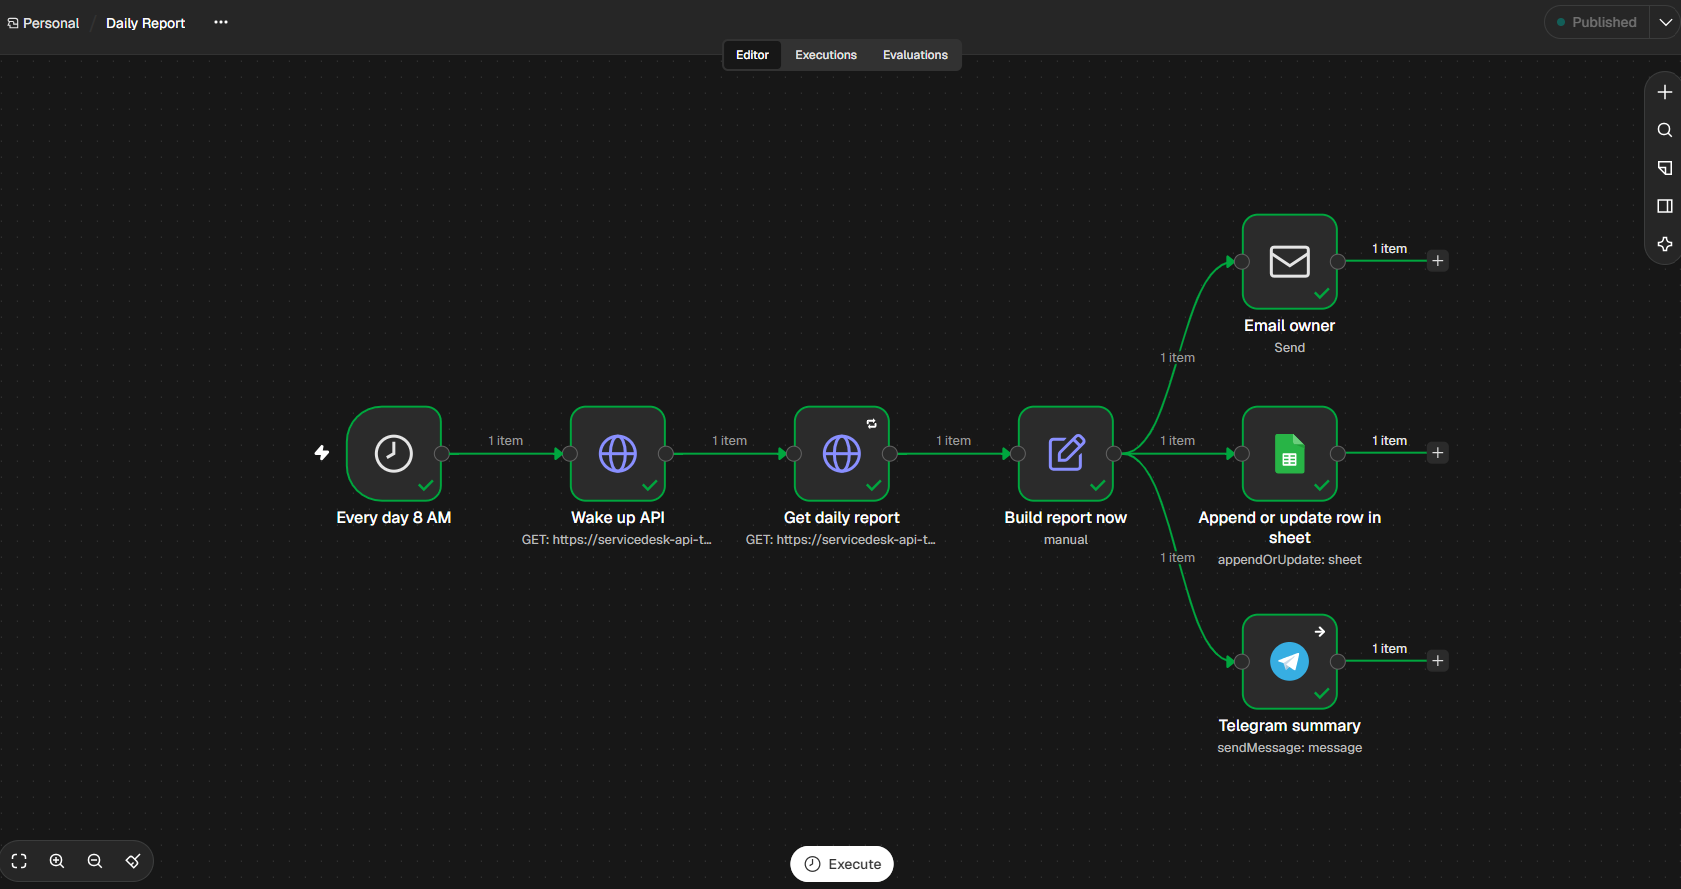 Personal / Daily Report ...
Published
Editor Executions Evaluations
1 item
Email owner
Send
1 item
1 item
1 item
1 item
1 item
1 item
Every day 8 AM
Wake up API
GET: https://servicedesk-api-t...
Get daily report
GET: https://servicedesk-api-t...
Build report now
manual
Append or update row in
sheet
appendOrUpdate: sheet
1 item
1 item
Telegram summary
sendMessage: message
Execute